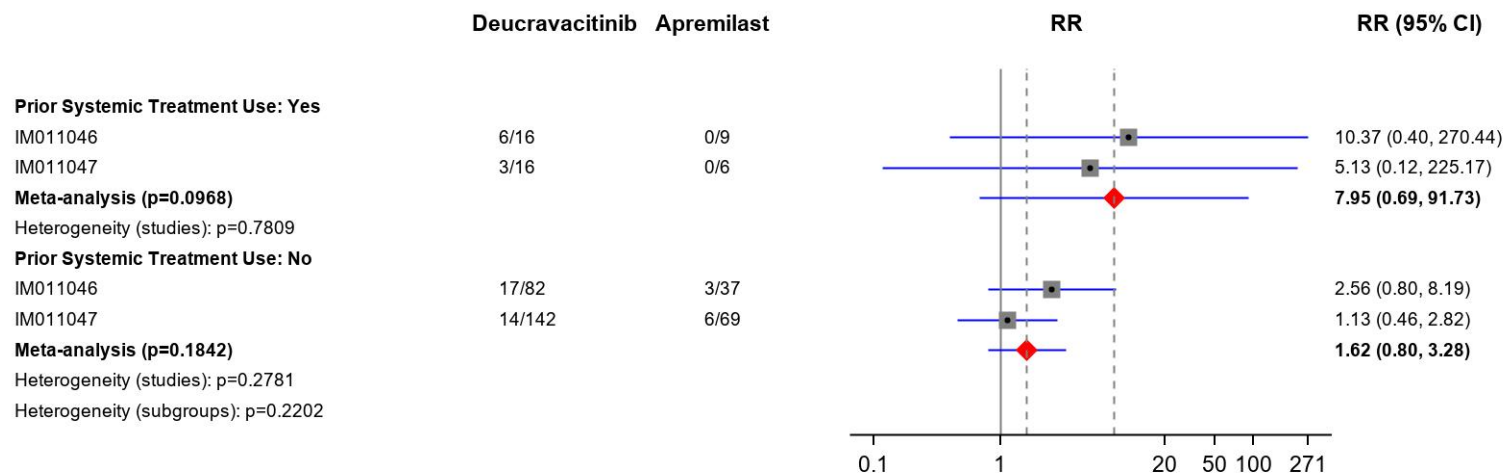 Deucravacitinib Apremilast RR RR (95% CI)
Prior Systemic Treatment Use: Yes
IM011046 6/16 0/9 10.37 (0.40, 270.44)
IM011047 3/16 0/6 5.13 (0.12, 225.17)
Meta-analysis (p=0.0968) 7.95 (0.69, 91.73)
Heterogeneity (studies): p=0.7809
Prior Systemic Treatment Use: No
IM011046 17/82 3/37 2.56 (0.80, 8.19)
IM011047 14/142 6/69 1.13 (0.46, 2.82)
Meta-analysis (p=0.1842) 1.62 (0.80, 3.28)
Heterogeneity (studies): p=0.2781
Heterogeneity (subgroups): p=0.2202
0.1 1 20 50 100 271